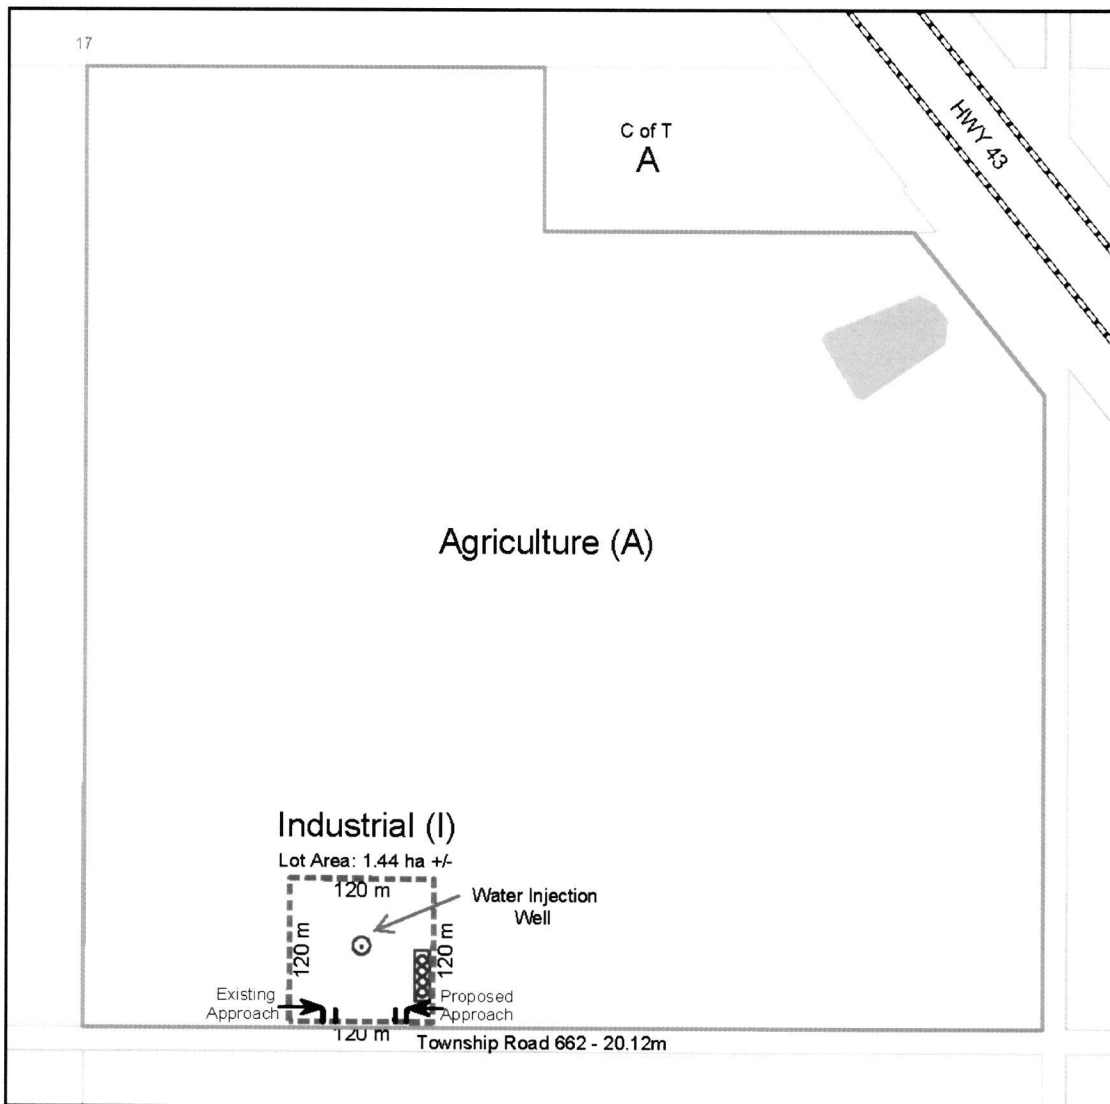 17
C of T
A
HWY 43
Agriculture (A)
Industrial (I)
Lot Area: 1.44 ha +/-
120 m
Water Injection
Well
120 m
120 m
Existing
Approach
Proposed
Approach
120 m
Township Road 662 - 20.12m